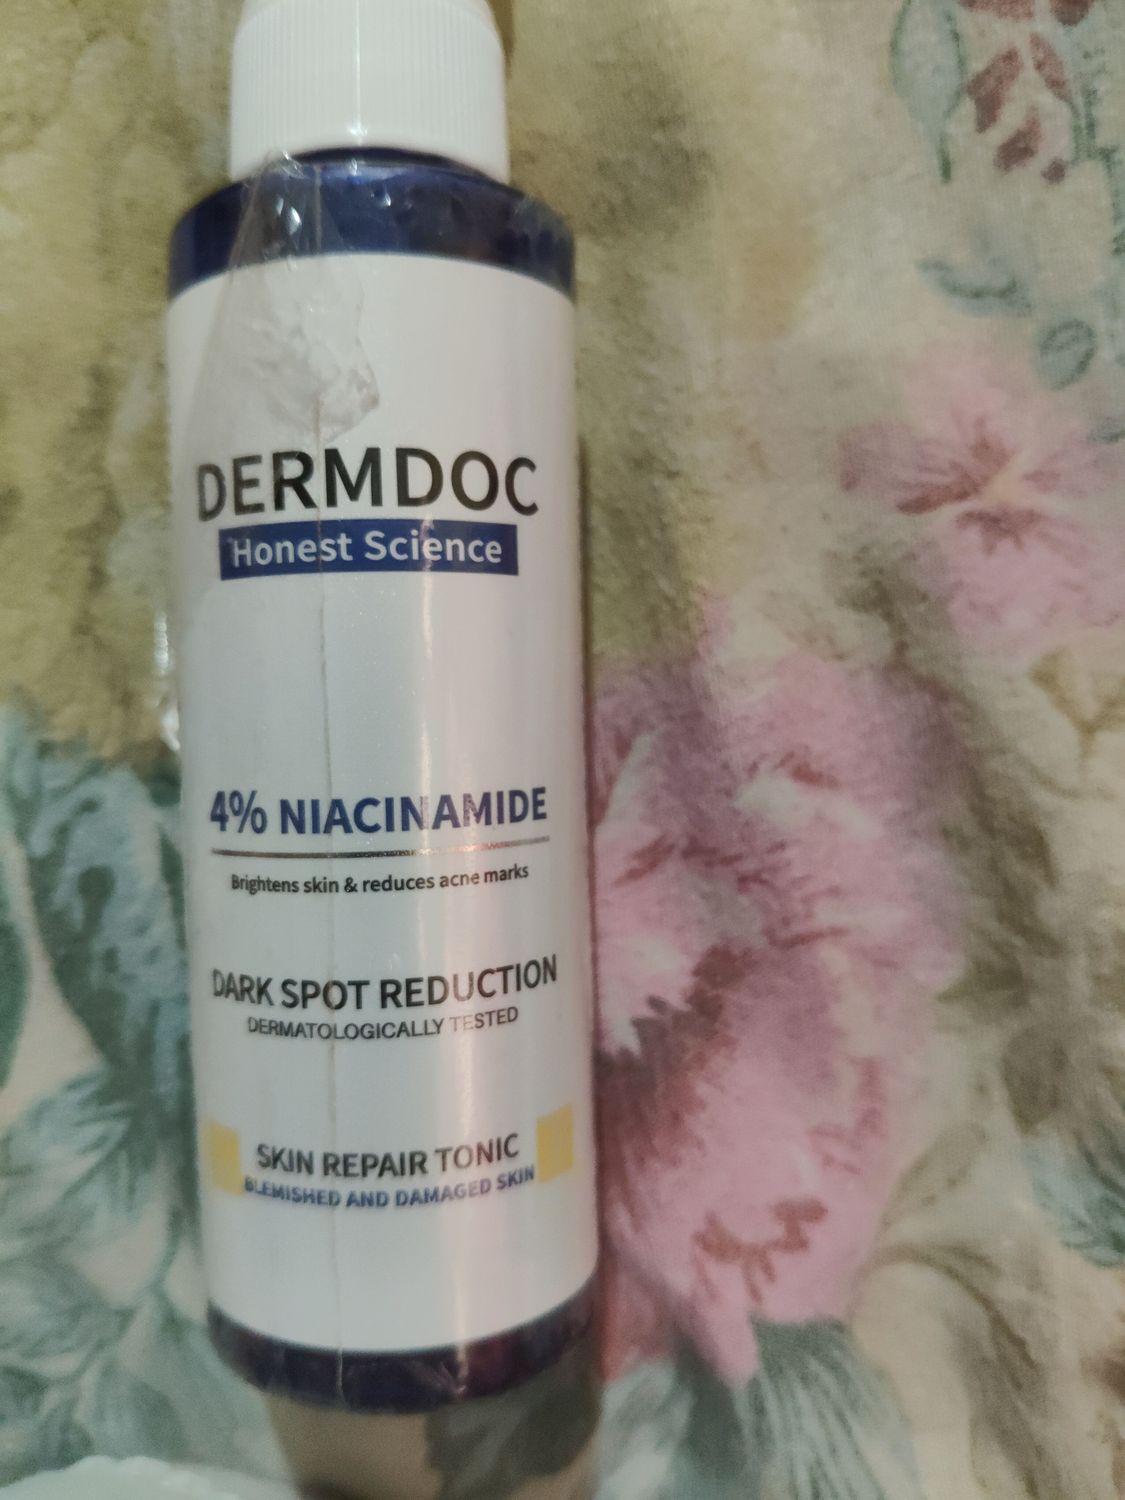 DERMDOC
Honest Science
4% NIACINAMIDE
Brightens skin & reduces acne marks
DARK SPOT REDUCTION
DERMATOLOGICALLY TESTED
SKIN REPAIR TONIC
BLEMISHED AND DAMAGED SKIN